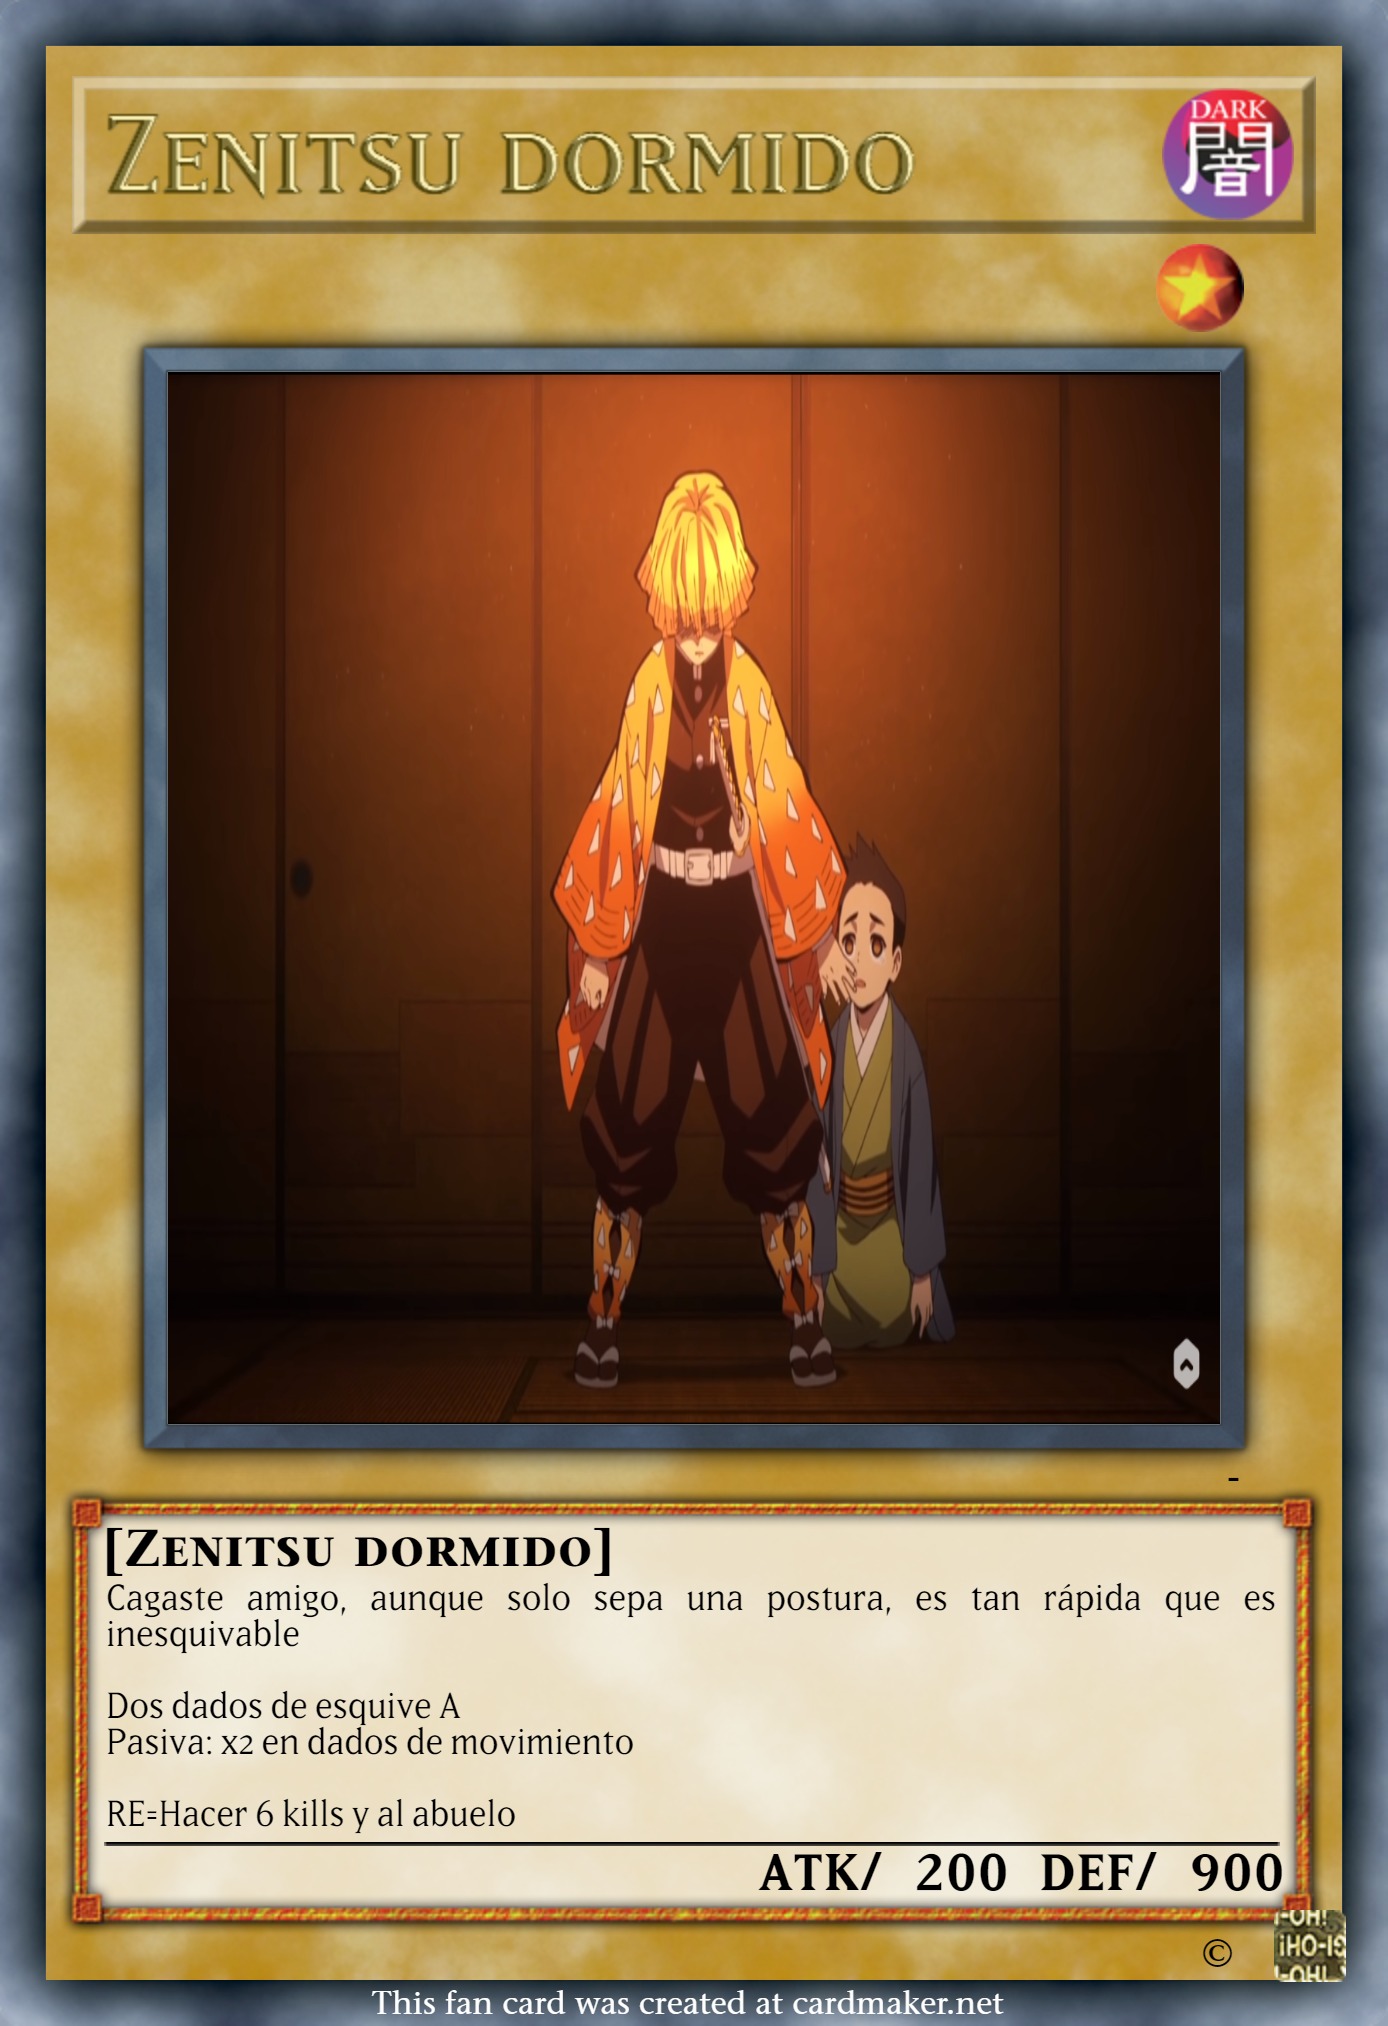 Zenitsu dormido
DARK
闇
-
[Zenitsu dormido]
Cagaste amigo, aunque solo sepa una postura, es tan rápida que es
inesquivable
Dos dados de esquive A
Pasiva: x2 en dados de movimiento
RE=Hacer 6 kills y al abuelo
ATK/ 200 DEF/ 900
©
This fan card was created at cardmaker.net